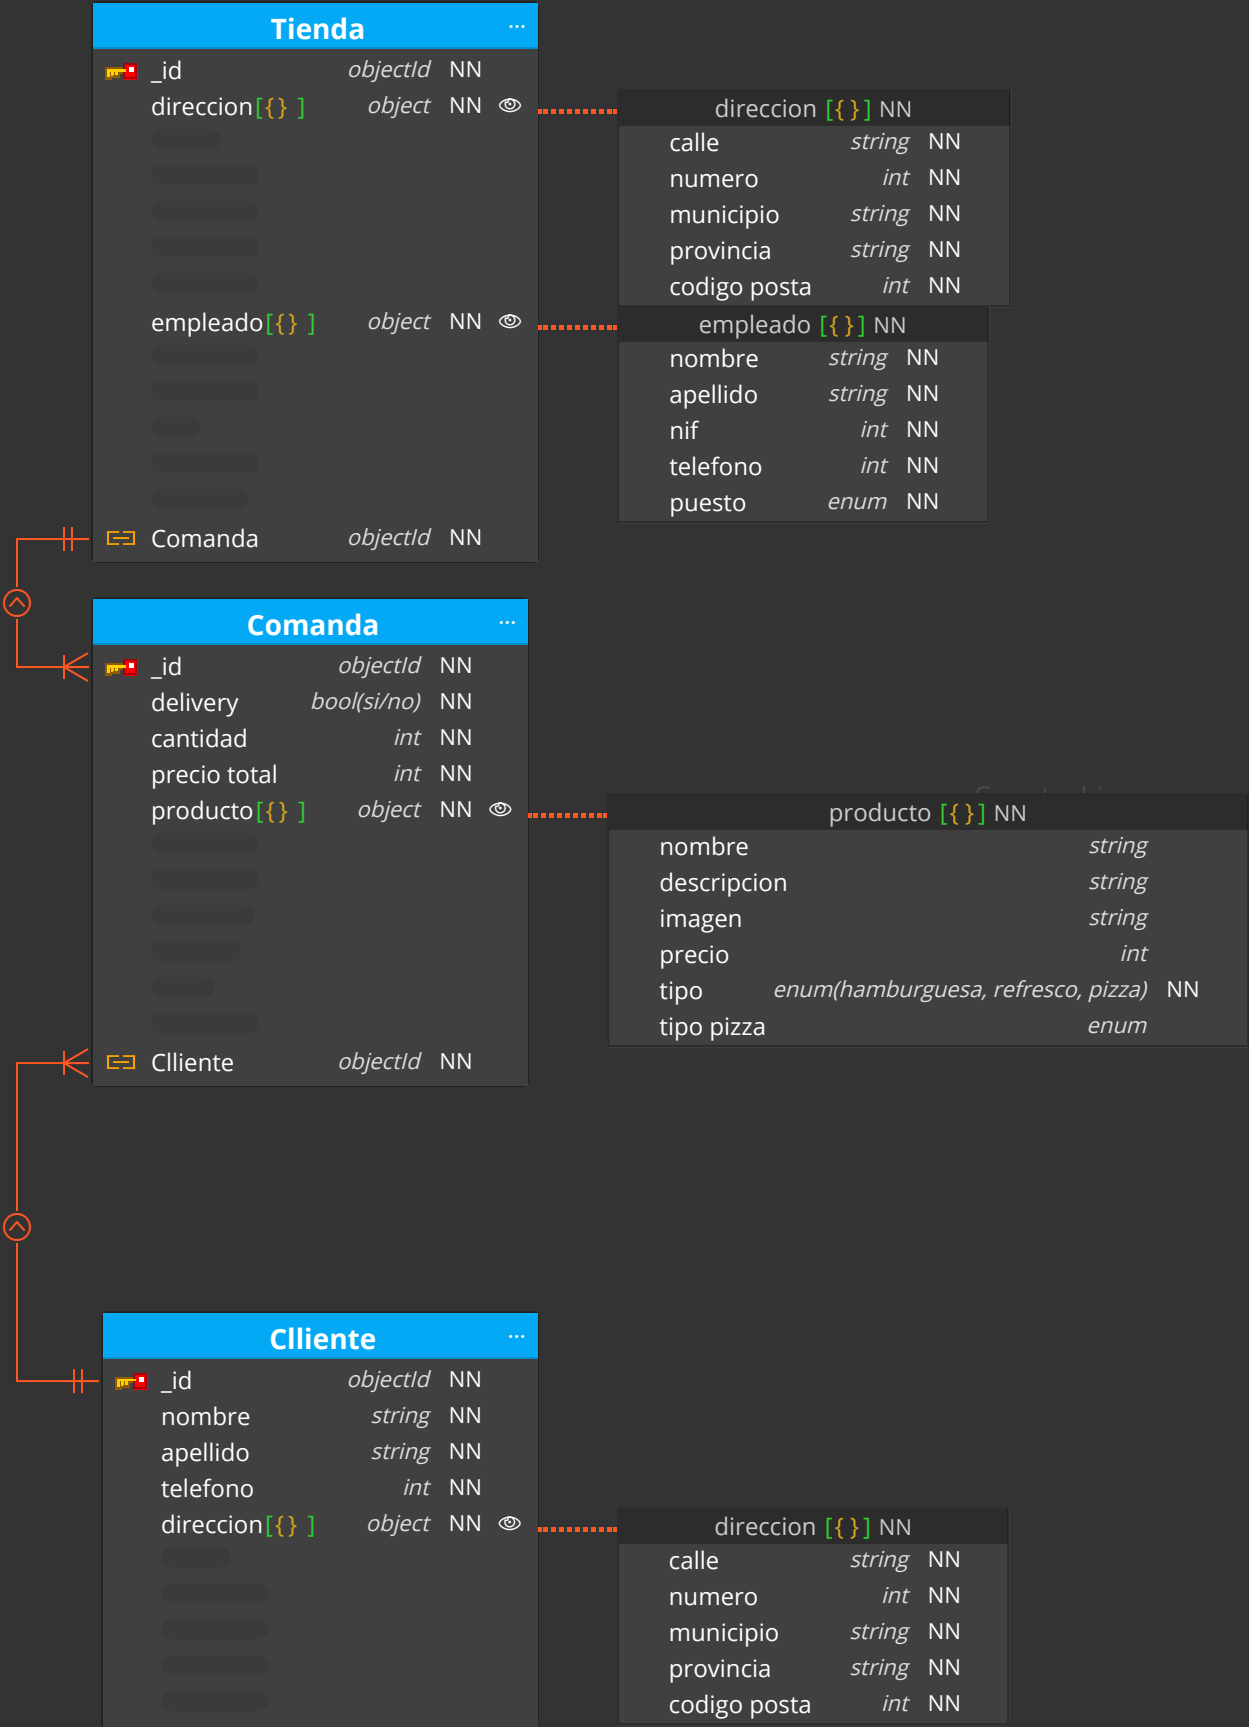 Tienda ...
_id objectId NN
direccion[{} ] object NN
empleado[{} ] object NN
Comanda objectId NN
direccion [{}] NN
calle string NN
numero int NN
municipio string NN
provincia string NN
codigo posta int NN
empleado [{}] NN
nombre string NN
apellido string NN
nif int NN
telefono int NN
puesto enum NN
Comanda ...
_id objectId NN
delivery bool(si/no) NN
cantidad int NN
precio total int NN
producto[{} ] object NN
Clliente objectId NN
producto [{}] NN
nombre string
descripcion string
imagen string
precio int
tipo enum(hamburguesa, refresco, pizza) NN
tipo pizza enum
Clliente ...
_id objectId NN
nombre string NN
apellido string NN
telefono int NN
direccion[{} ] object NN
direccion [{}] NN
calle string NN
numero int NN
municipio string NN
provincia string NN
codigo posta int NN